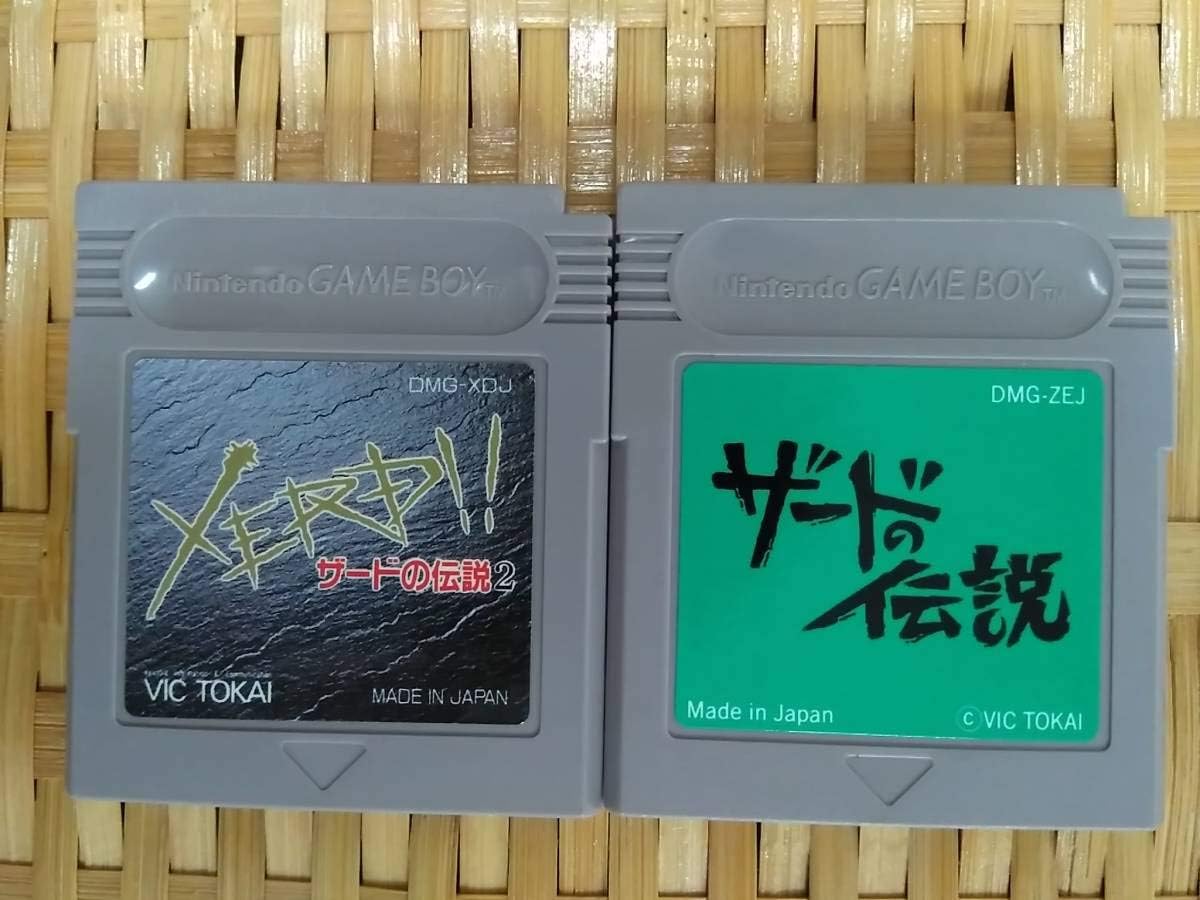 Nintendo GAME BOY TM
DMG-XDJ
XERD!!
ザードの伝説2
VIC TOKAI
MADE IN JAPAN
Nintendo GAME BOY TM
DMG-ZEJ
ザードの
伝説
Made in Japan
©VIC TOKAI